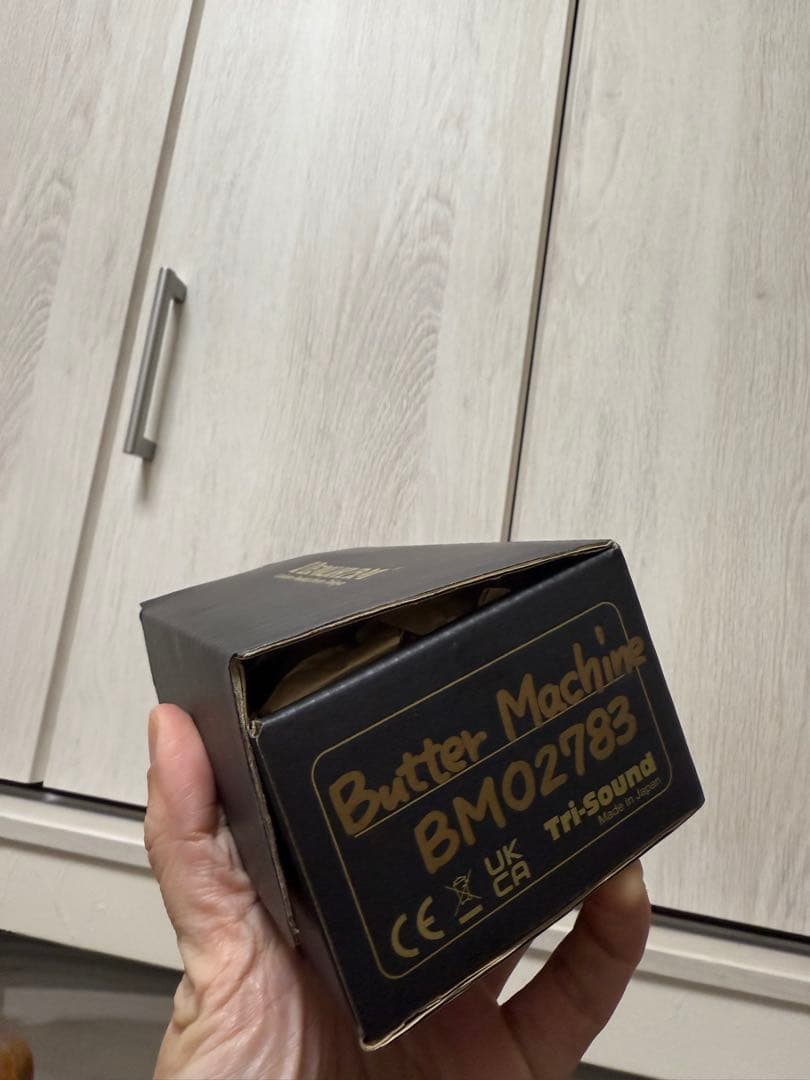 Butter Machine
BM02783
Tri-Sound
Made in Japan
CE
UK
CA